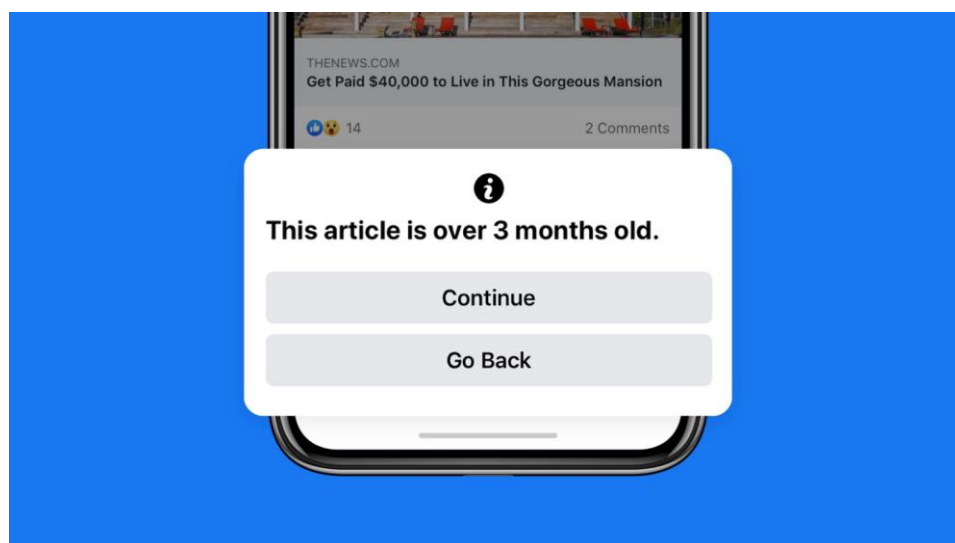 THENEWS.COM
Get Paid $40,000 to Live in This Gorgeous Mansion
14
2 Comments
This article is over 3 months old.
Continue
Go Back